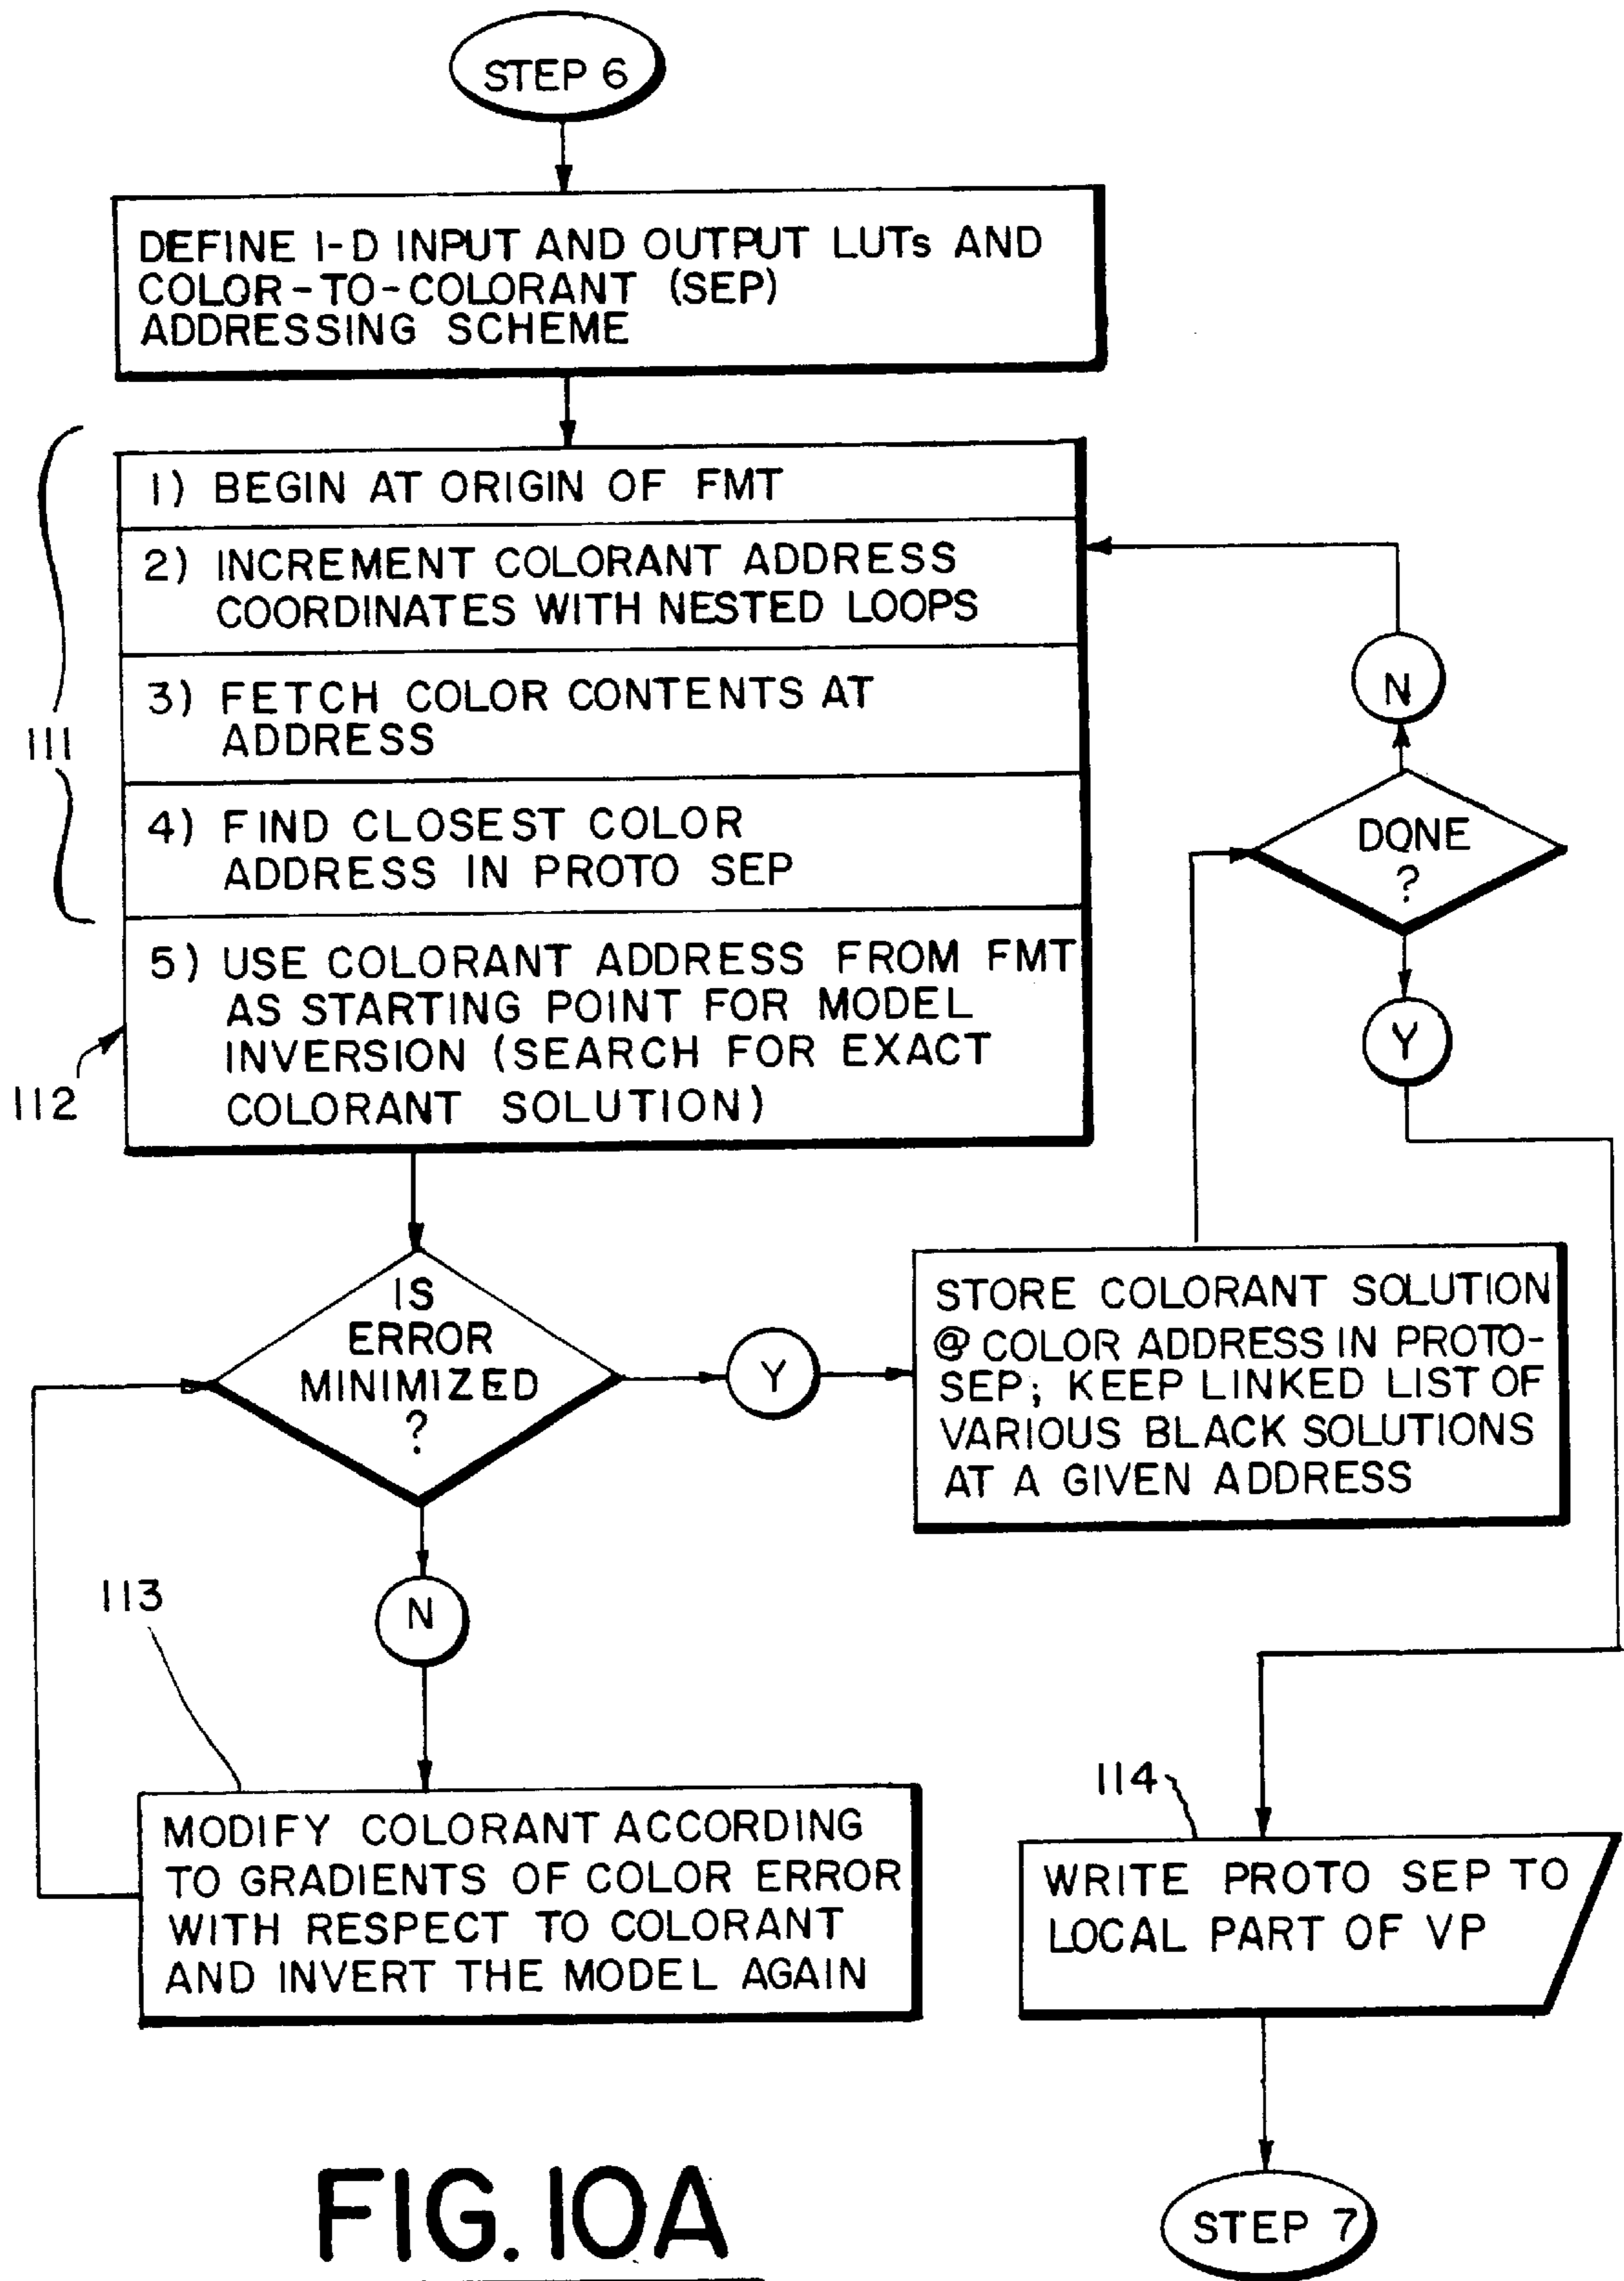 STEP 6
DEFINE 1-D INPUT AND OUTPUT LUTs AND
COLOR-TO-COLORANT (SEP)
ADDRESSING SCHEME
1) BEGIN AT ORIGIN OF FMT
2) INCREMENT COLORANT ADDRESS
COORDINATES WITH NESTED LOOPS
3) FETCH COLOR CONTENTS AT
ADDRESS
4) FIND CLOSEST COLOR
ADDRESS IN PROTO SEP
5) USE COLORANT ADDRESS FROM FMT
AS STARTING POINT FOR MODEL
INVERSION (SEARCH FOR EXACT
COLORANT SOLUTION)
111
112
N
DONE
?
Y
IS
ERROR
MINIMIZED
?
Y
STORE COLORANT SOLUTION
@ COLOR ADDRESS IN PROTO-
SEP; KEEP LINKED LIST OF
VARIOUS BLACK SOLUTIONS
AT A GIVEN ADDRESS
N
113
MODIFY COLORANT ACCORDING
TO GRADIENTS OF COLOR ERROR
WITH RESPECT TO COLORANT
AND INVERT THE MODEL AGAIN
114
WRITE PROTO SEP TO
LOCAL PART OF VP
STEP 7
FIG. 10A